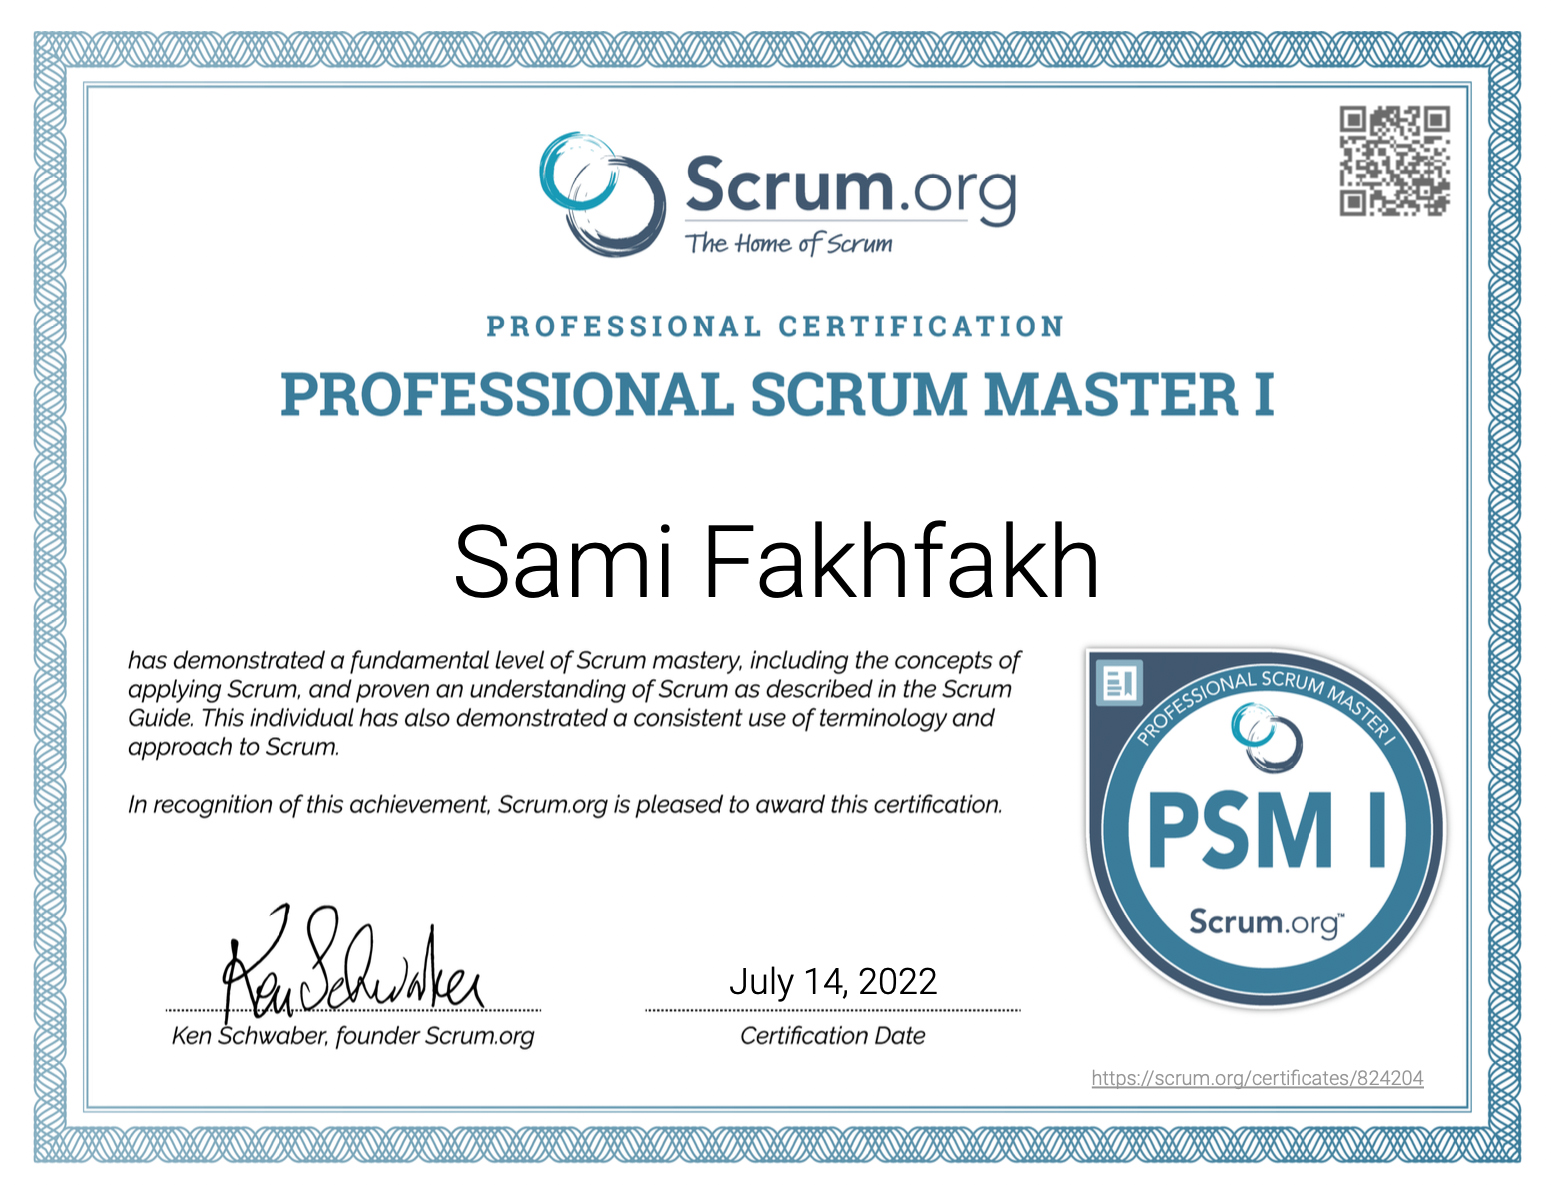 Scrum.org
The Home of Scrum
PROFESSIONAL CERTIFICATION
PROFESSIONAL SCRUM MASTER I
Sami Fakhfakh
has demonstrated a fundamental level of Scrum mastery, including the concepts of
applying Scrum, and proven an understanding of Scrum as described in the Scrum
Guide. This individual has also demonstrated a consistent use of terminology and
approach to Scrum.
In recognition of this achievement, Scrum.org is pleased to award this certification.
PROFESSIONAL SCRUM MASTER I
PSM I
Scrum.org™
Ken Schwaber
Ken Schwaber, founder Scrum.org
July 14, 2022
Certification Date
https://scrum.org/certificates/824204